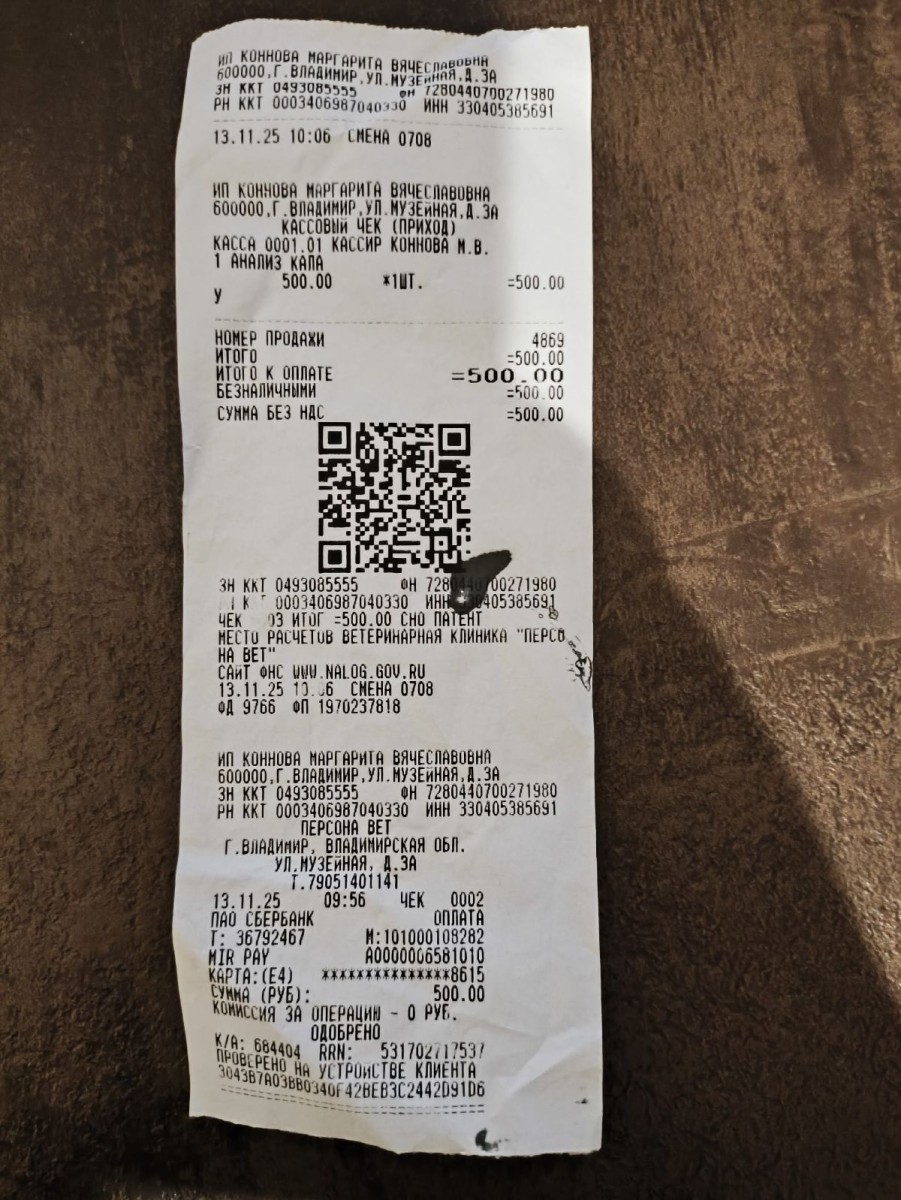 ИП КОННОВА МАРГАРИТА ВЯЧЕСЛАВОВНА
600000,Г.ВЛАДИМИР,УЛ.МУЗЕЙНАЯ,Д.3А
ЗН ККТ 0493085555 ФН 7280440700271980
РН ККТ 0003406987040330 ИНН 330405385691
13.11.25 10:06 СМЕНА 0708
ИП КОННОВА МАРГАРИТА ВЯЧЕСЛАВОВНА
600000,Г.ВЛАДИМИР,УЛ.МУЗЕЙНАЯ,Д.3А
КАССОВЫЙ ЧЕК (ПРИХОД)
КАССА 0001.01 КАССИР КОННОВА М.В.
1 АНАЛИЗ КАЛА
500.00 *1ШТ. =500.00
У
НОМЕР ПРОДАЖИ 4869
ИТОГО =500.00
ИТОГО К ОПЛАТЕ =500.00
БЕЗНАЛИЧНЫМИ =500.00
СУММА БЕЗ НДС =500.00
ЗН ККТ 0493085555 ФН 7280440700271980
0003406987040330 ИНН 330405385691
ЧЕК ИТОГ =500.00 СНО ПАТЕНТ
МЕСТО РАСЧЕТОВ ВЕТЕРИНАРНАЯ КЛИНИКА "ПЕРСО
НА ВЕТ"
САЙТ ФНС WWW.NALOG.GOV.RU
13.11.25 СМЕНА 0708
ФД 9766 ФП 1970237818
ИП КОННОВА МАРГАРИТА ВЯЧЕСЛАВОВНА
600000,Г.ВЛАДИМИР,УЛ.МУЗЕЙНАЯ,Д.3А
ЗН ККТ 0493085555 ФН 7280440700271980
РН ККТ 0003406987040330 ИНН 330405385691
ПЕРСОНА ВЕТ
Г.ВЛАДИМИР, ВЛАДИМИРСКАЯ ОБЛ.
УЛ.МУЗЕЙНАЯ, Д.3А
Т.79051401141
13.11.25 09:56 ЧЕК 0002
ПАО СБЕРБАНК ОПЛАТА
Т: 36792467 М:101000108282
MIR PAY A0000006581010
КАРТА:(E4) ***************8615
СУММА (РУБ): 500.00
КОМИССИЯ ЗА ОПЕРАЦИЮ - 0 РУБ.
ОДОБРЕНО
К/А: 684404 RRN: 531702717537
ПРОВЕРЕНО НА УСТРОЙСТВЕ КЛИЕНТА
3043B7A03BB0340F42BEB3C2442D91D6